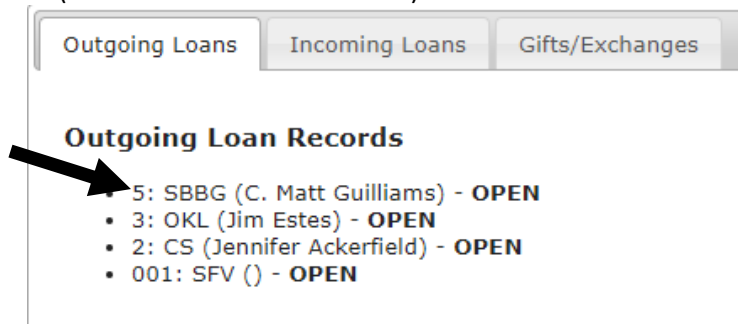 Outgoing Loans Incoming Loans Gifts/Exchanges
Outgoing Loan Records
• 5: SBBG (C. Matt Guilliams) - OPEN
• 3: OKL (Jim Estes) - OPEN
• 2: CS (Jennifer Ackerfield) - OPEN
• 001: SFV () - OPEN